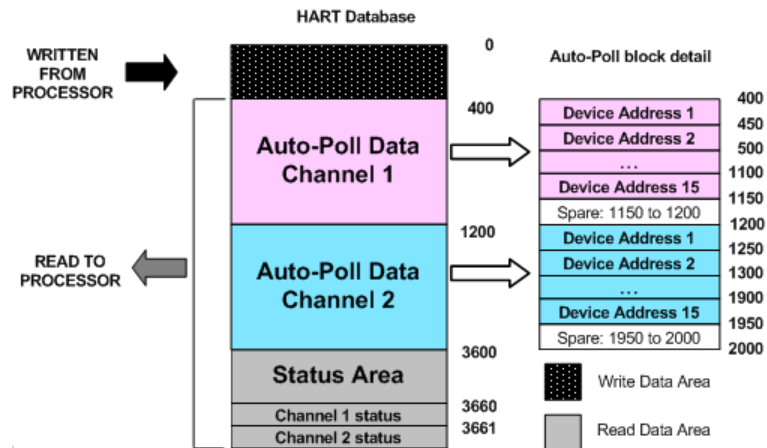 HART Database
WRITTEN
FROM
PROCESSOR
0
400
Auto-Poll Data
Channel 1
1200
READ TO
PROCESSOR
Auto-Poll Data
Channel 2
3600
Status Area
3660
Channel 1 status
3661
Channel 2 status
Auto-Poll block detail
400
Device Address 1
450
Device Address 2
500
...
1100
Device Address 15
1150
Spare: 1150 to 1200
1200
Device Address 1
1250
Device Address 2
1300
...
1900
Device Address 15
1950
Spare: 1950 to 2000
2000
Write Data Area
Read Data Area